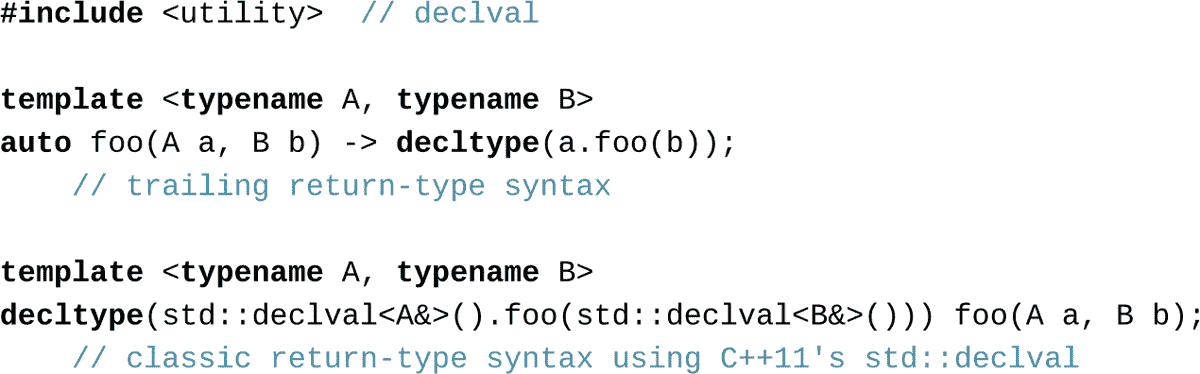 #include <utility>  // declval

template <typename A, typename B>
auto foo(A a, B b) -> decltype(a.foo(b));
    // trailing return-type syntax

template <typename A, typename B>
decltype(std::declval<A&>().foo(std::declval<B&>())) foo(A a, B b);
    // classic return-type syntax using C++11's std::declval